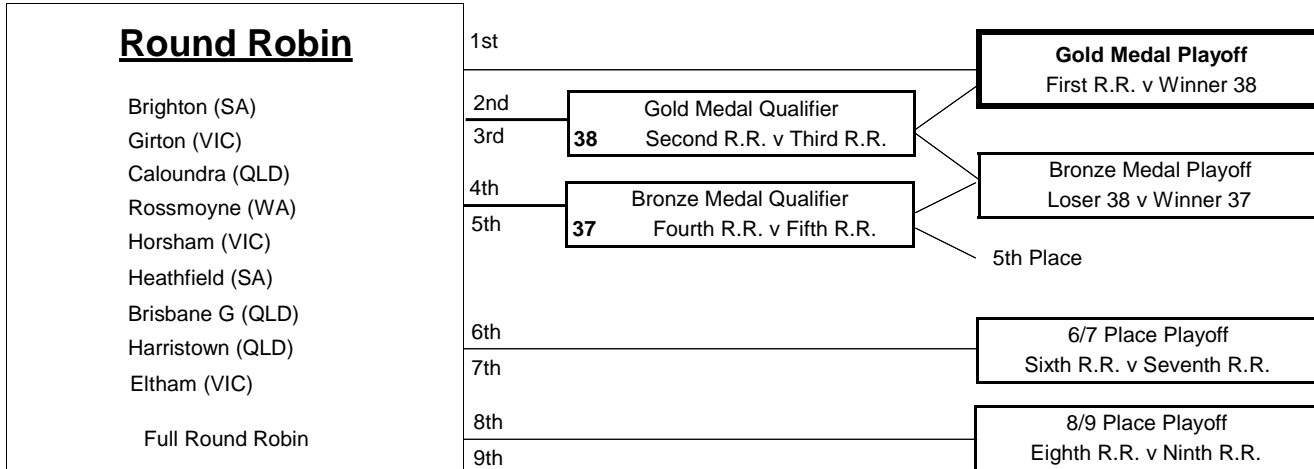 Round Robin
Brighton (SA)
Girton (VIC)
Caloundra (QLD)
Rossmoyne (WA)
Horsham (VIC)
Heathfield (SA)
Brisbane G (QLD)
Harristown (QLD)
Eltham (VIC)
Full Round Robin
1st
2nd
3rd
4th
5th
6th
7th
8th
9th
Gold Medal Qualifier
38 Second R.R. v Third R.R.
Bronze Medal Qualifier
37 Fourth R.R. v Fifth R.R.
Gold Medal Playoff
First R.R. v Winner 38
Bronze Medal Playoff
Loser 38 v Winner 37
5th Place
6/7 Place Playoff
Sixth R.R. v Seventh R.R.
8/9 Place Playoff
Eighth R.R. v Ninth R.R.